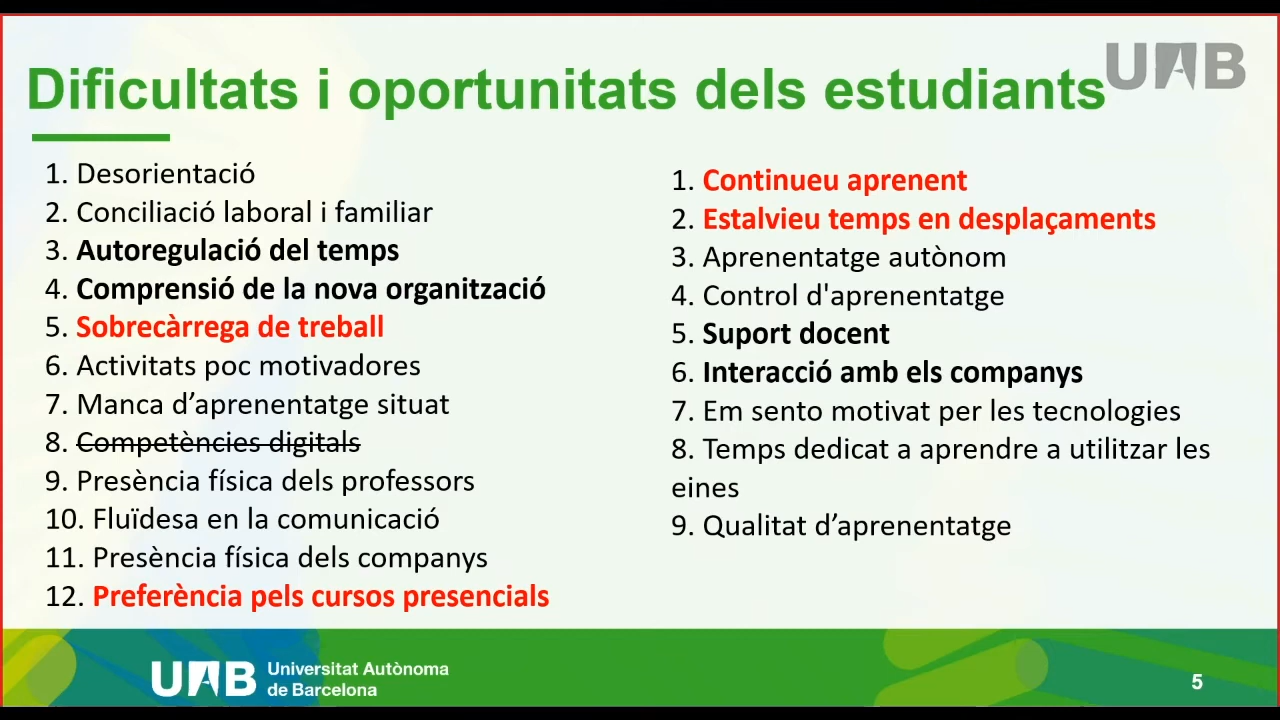 UAB
Dificultats i oportunitats dels estudiants
1. Desorientació
2. Conciliació laboral i familiar
3. Autoregulació del temps
4. Comprensió de la nova organització
5. Sobrecàrrega de treball
6. Activitats poc motivadores
7. Manca d’aprenentatge situat
8. Competències digitals
9. Presència física dels professors
10. Fluïdesa en la comunicació
11. Presència física dels companys
12. Preferència pels cursos presencials
1. Continueu aprenent
2. Estalvieu temps en desplaçaments
3. Aprenentatge autònom
4. Control d'aprenentatge
5. Suport docent
6. Interacció amb els companys
7. Em sento motivat per les tecnologies
8. Temps dedicat a aprendre a utilitzar les
eines
9. Qualitat d’aprenentatge
UAB
Universitat Autònoma
de Barcelona
5